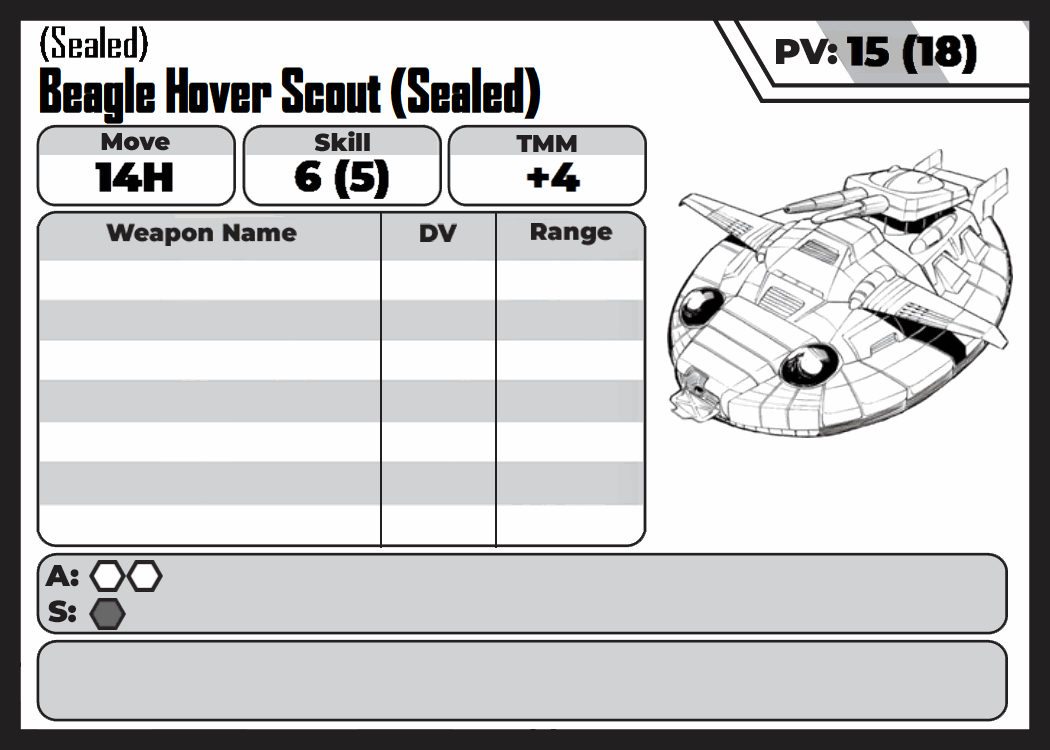 (Sealed)
Beagle Hover Scout (Sealed)
PV: 15 (18)
Move
14H
Skill
6 (5)
TMM
+4
Weapon Name
DV
Range
A:
S: